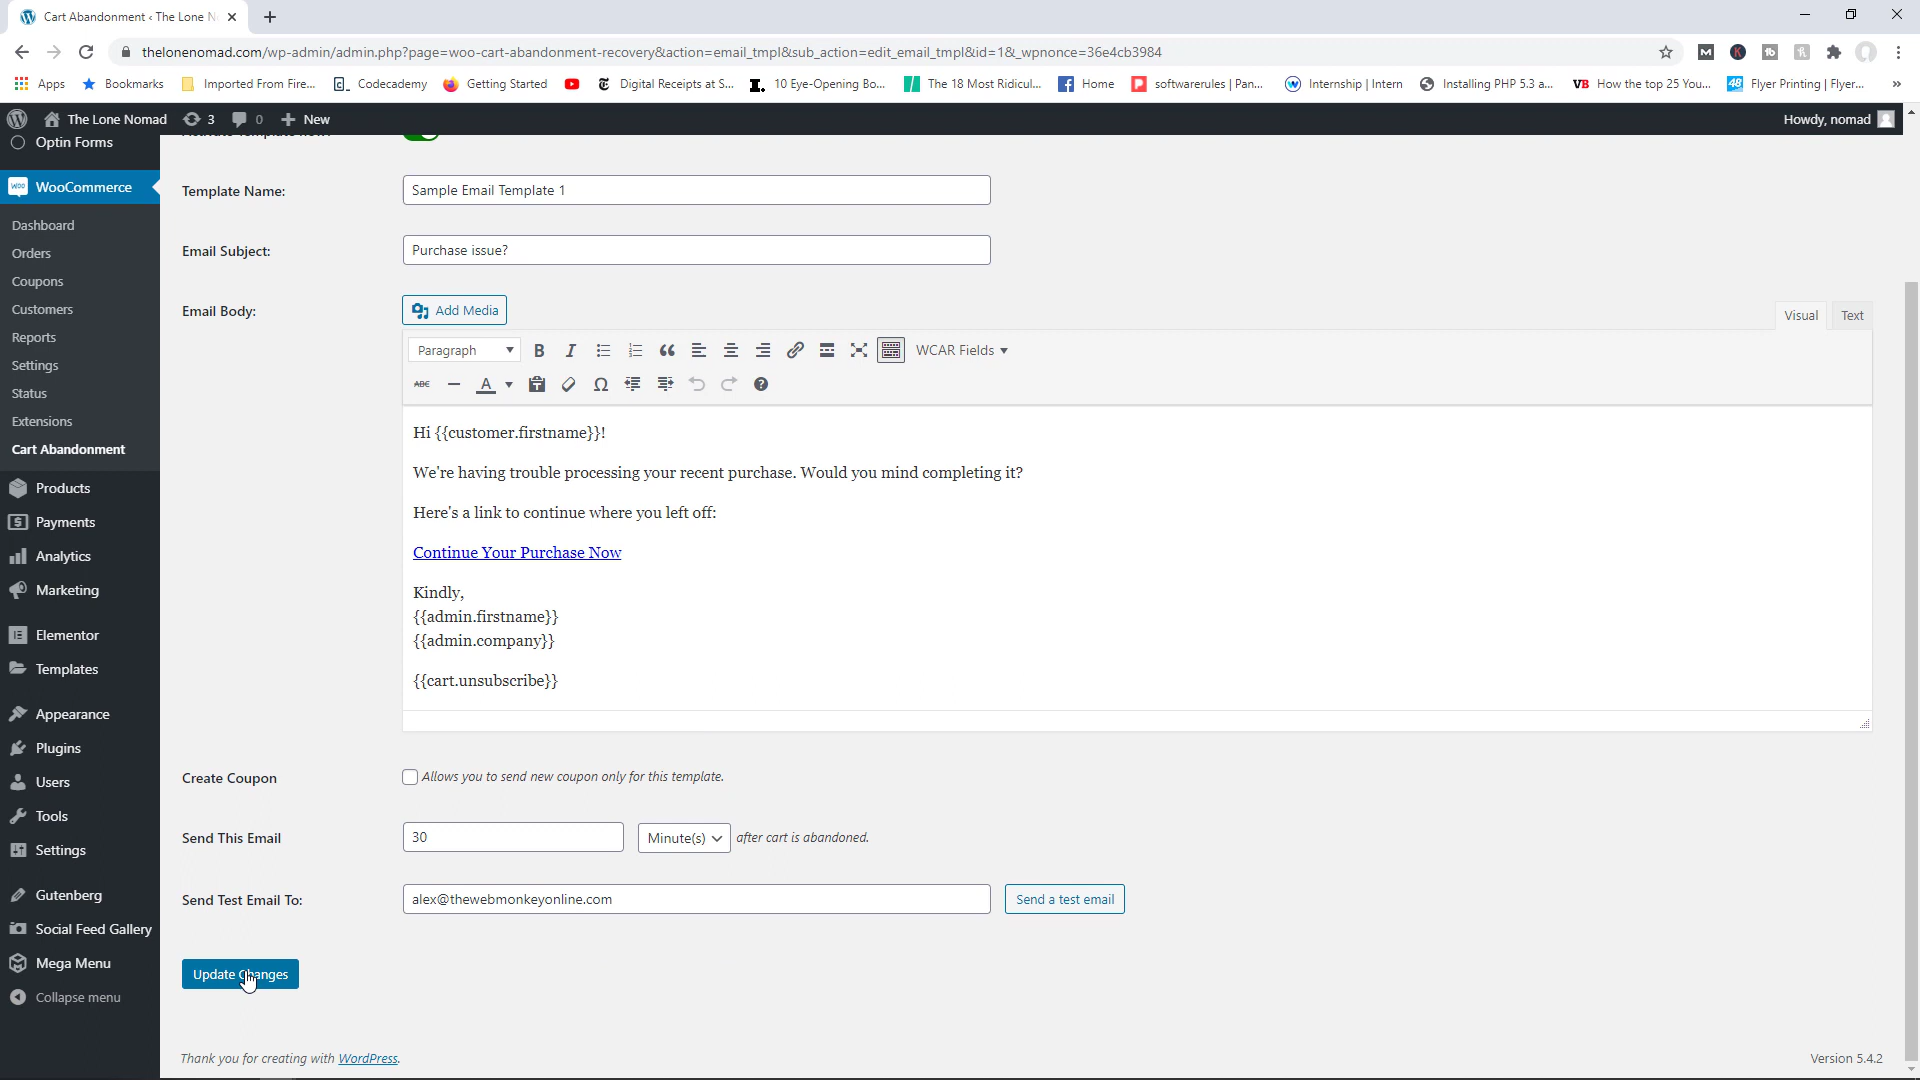 Cart Abandonment ‹ The Lone N
thelonenomad.com/wp-admin/admin.php?page=woo-cart-abandonment-recovery&action=email_tmpl&sub_action=edit_email_tmpl&id=1&_wpnonce=36e4cb3984
Apps Bookmarks Imported From Fire... Codecademy Getting Started Digital Receipts at S... 10 Eye-Opening Bo... The 18 Most Ridicul... Home softwarerules | Pan... Internship | Intern Installing PHP 5.3 a... VB How the top 25 You... Flyer Printing | Flyer... »
The Lone Nomad 3 0 New Howdy, nomad
Optin Forms
WooCommerce
Dashboard
Orders
Coupons
Customers
Reports
Settings
Status
Extensions
Cart Abandonment
Products
Payments
Analytics
Marketing
Elementor
Templates
Appearance
Plugins
Users
Tools
Settings
Gutenberg
Social Feed Gallery
Mega Menu
Collapse menu
Template Name: Sample Email Template 1
Email Subject: Purchase issue?
Email Body: Add Media
Visual Text
Paragraph B I WCAR Fields
ABC A Ω
Hi {{customer.firstname}}!
We're having trouble processing your recent purchase. Would you mind completing it?
Here's a link to continue where you left off:
Continue Your Purchase Now
Kindly,
{{admin.firstname}}
{{admin.company}}
{{cart.unsubscribe}}
Create Coupon Allows you to send new coupon only for this template.
Send This Email 30 Minute(s) after cart is abandoned.
Send Test Email To: alex@thewebmonkeyonline.com Send a test email
Update Changes
Thank you for creating with WordPress. Version 5.4.2